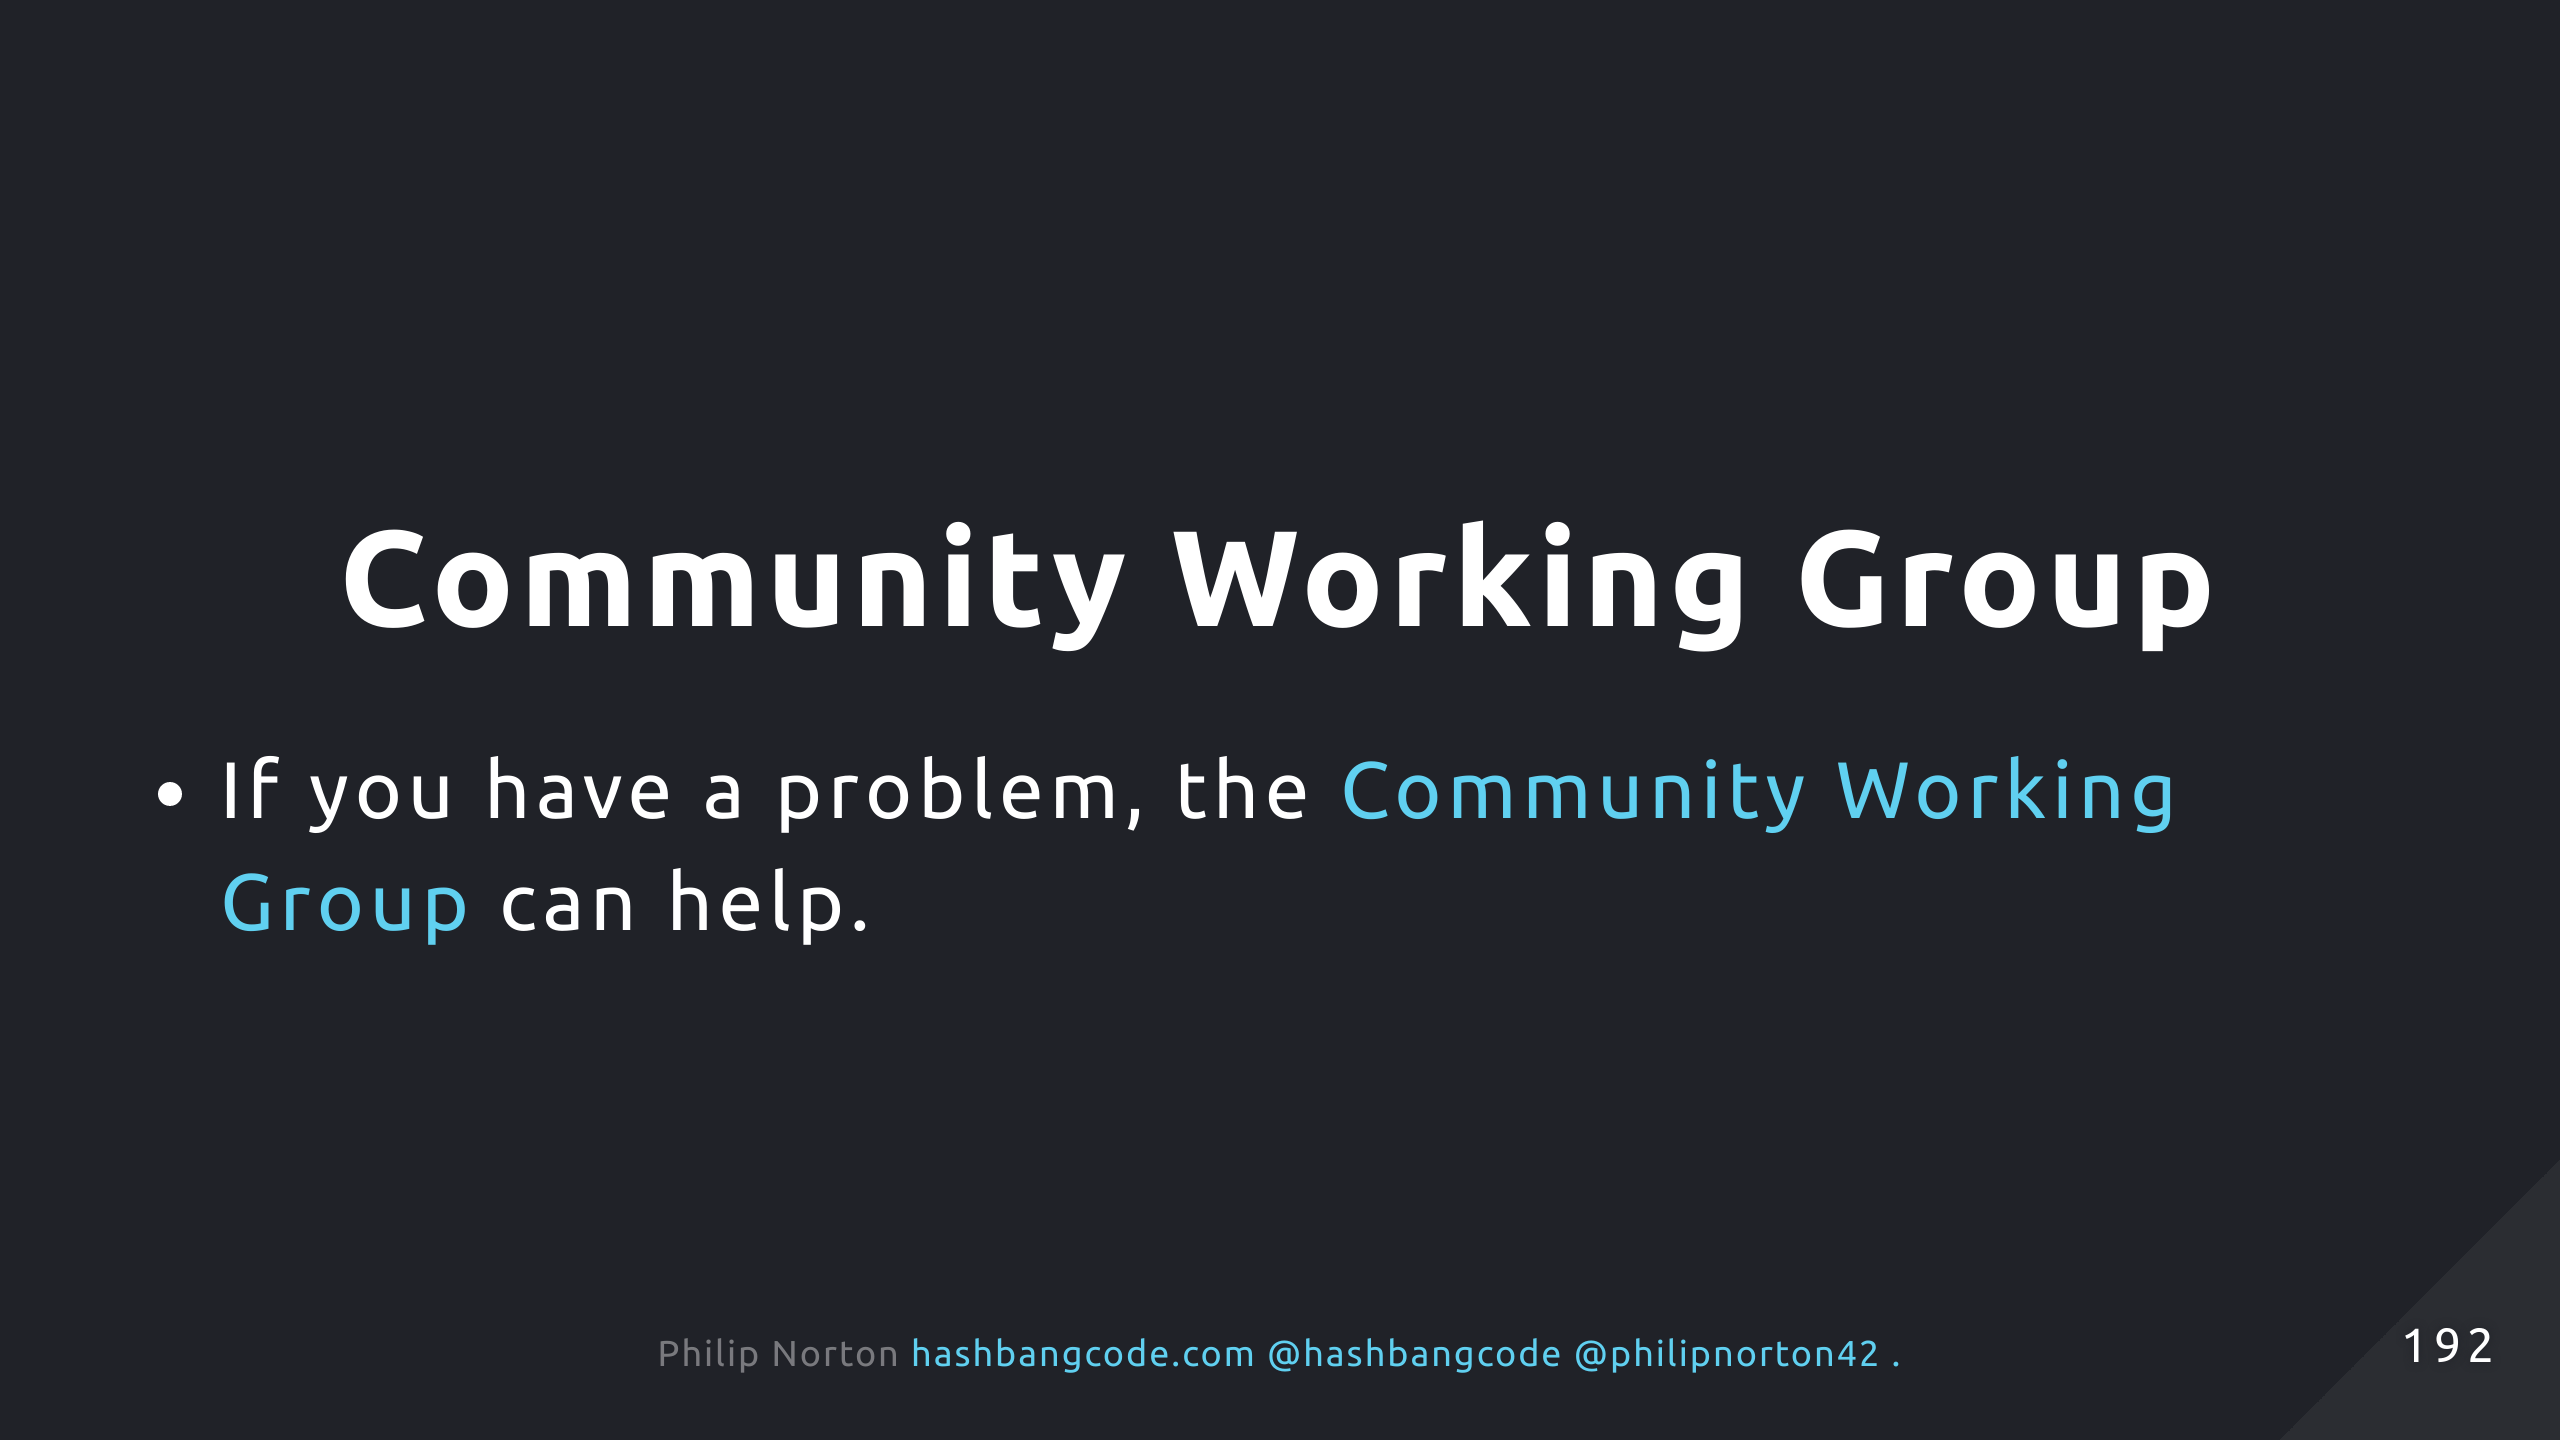 Community Working Group
• If you have a problem, the Community Working
Group can help.
Philip Norton hashbangcode.com @hashbangcode @philipnorton42 .
192